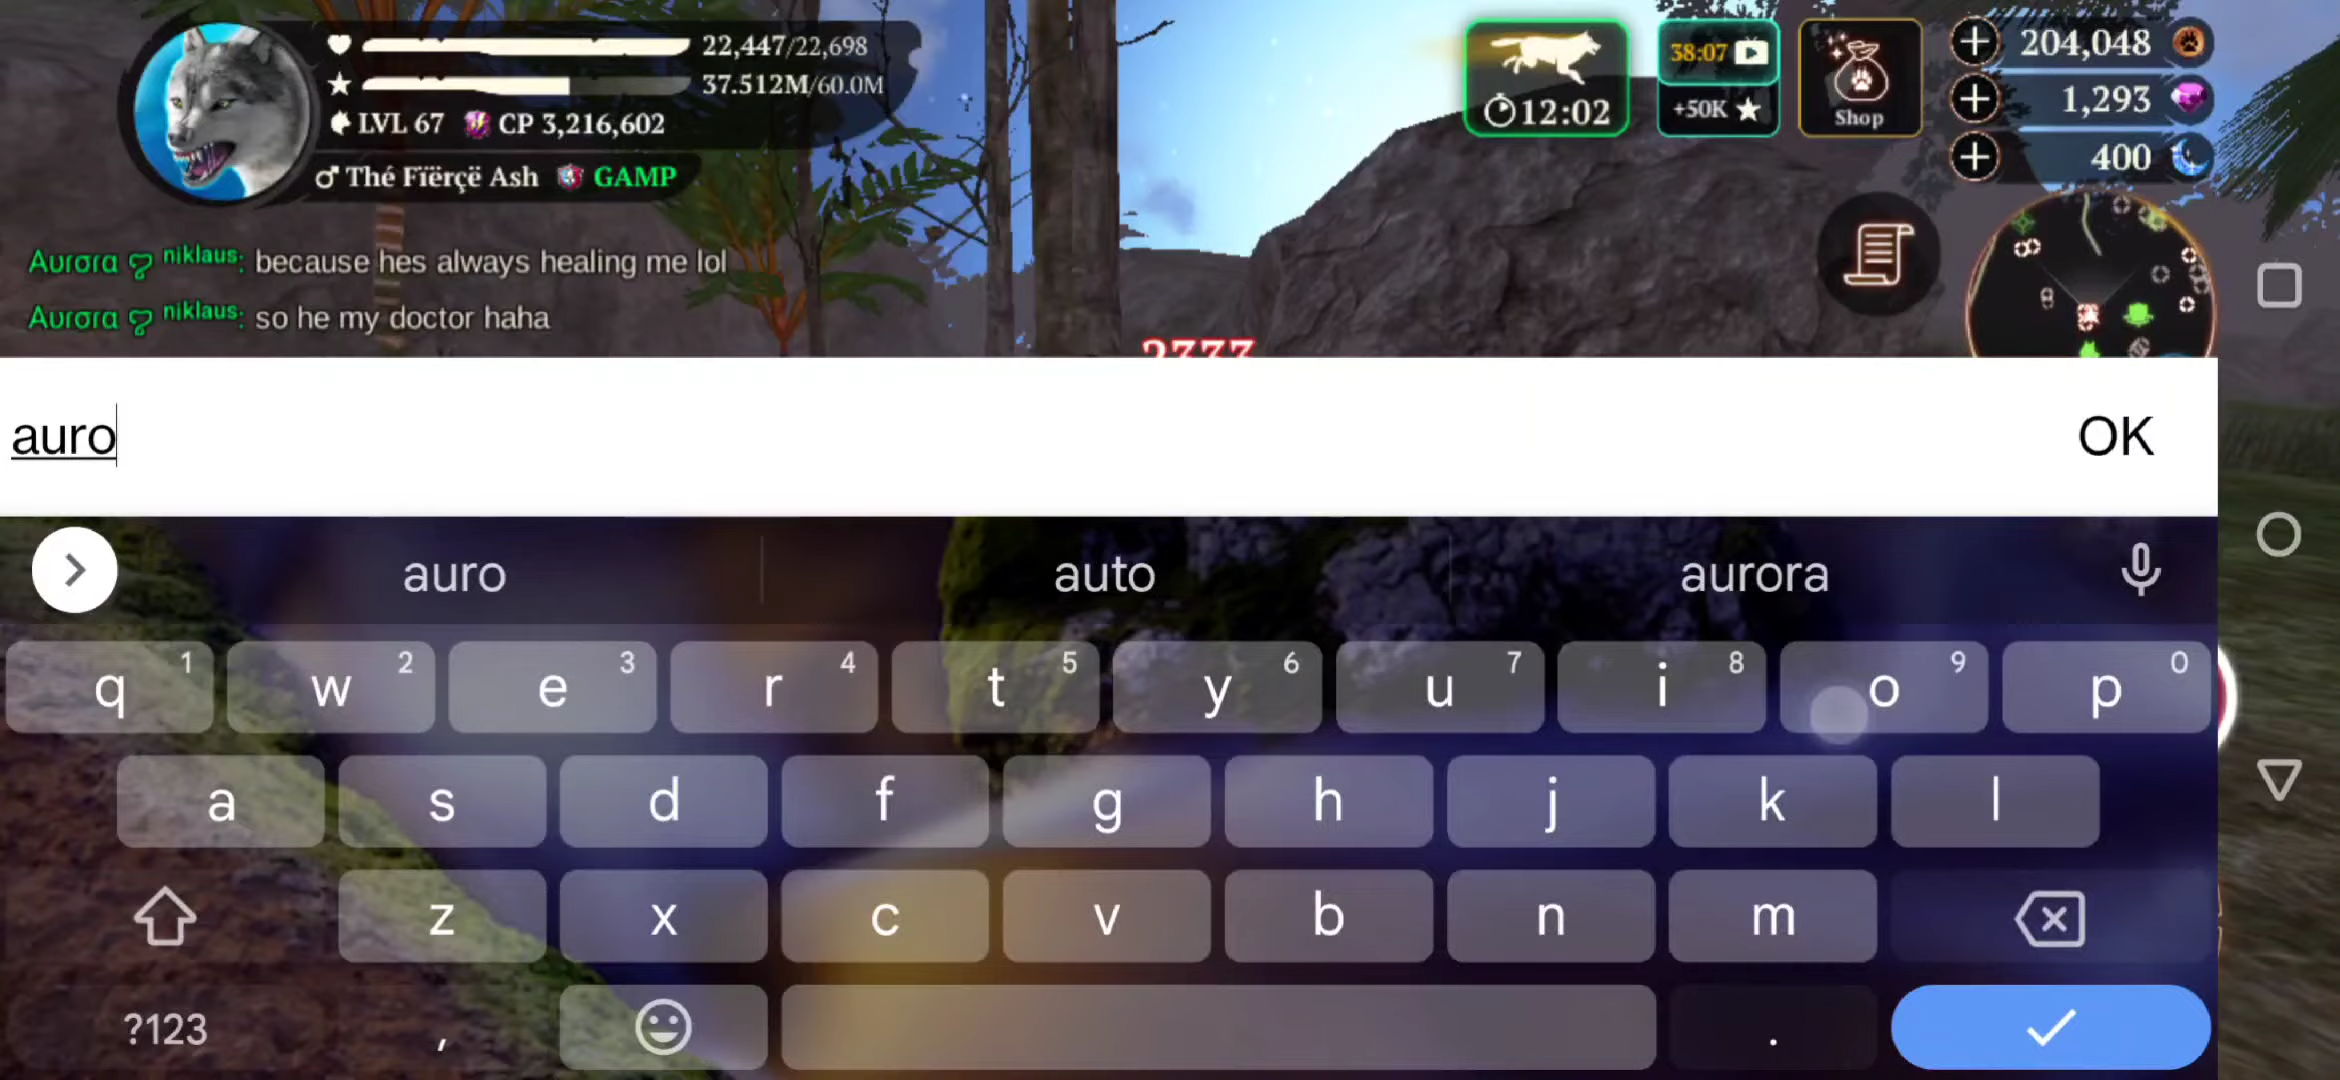 22,447/22,698
37.512M/60.0M
LVL 67 CP 3,216,602
Thé Fïërçë Ash GAMP
12:02
38:07
+50K
Shop
204,048
1,293
400
Aurora niklaus: because hes always healing me lol
Aurora niklaus: so he my doctor haha
2333
auro OK
auro auto aurora
q 1 w 2 e 3 r 4 t 5 y 6 u 7 i 8 o 9 p 0
a s d f g h j k l
z x c v b n m
?123 , .